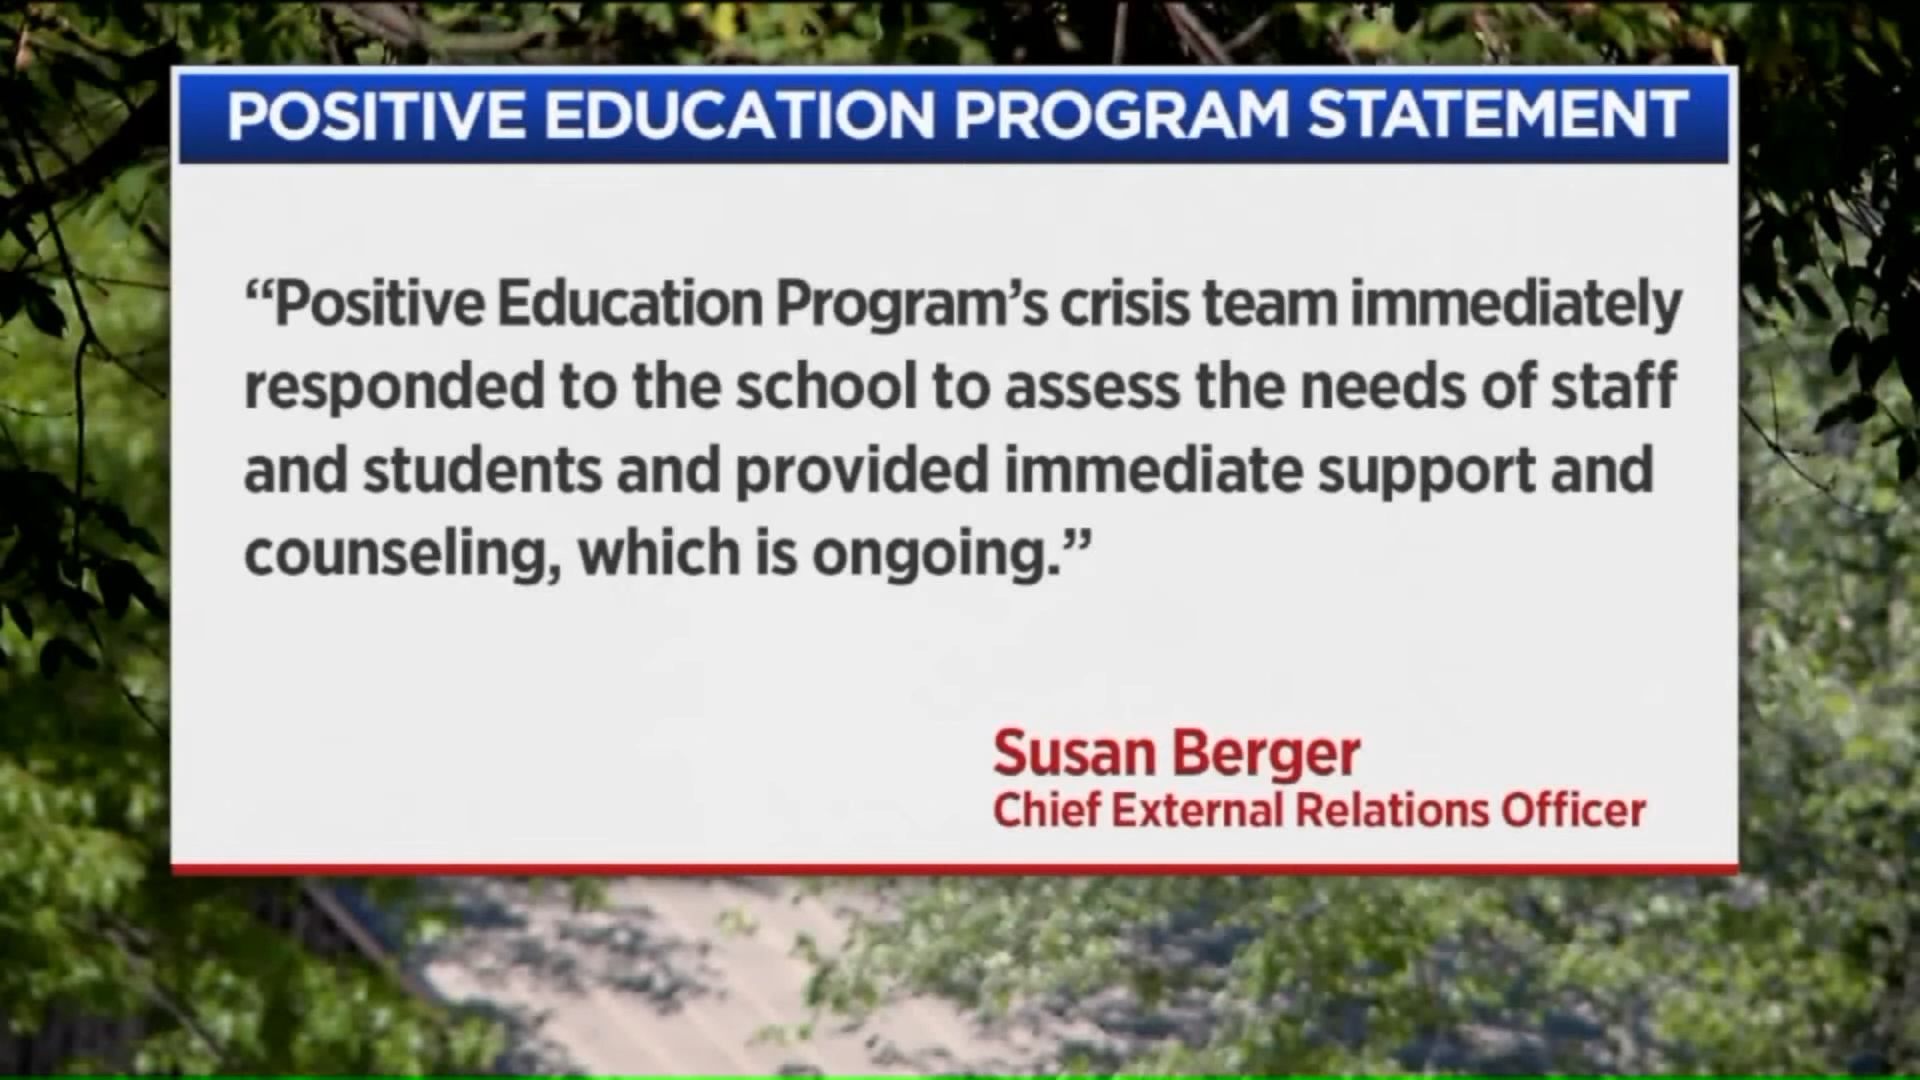 POSITIVE EDUCATION PROGRAM STATEMENT
“Positive Education Program’s crisis team immediately
responded to the school to assess the needs of staff
and students and provided immediate support and
counseling, which is ongoing.”
Susan Berger
Chief External Relations Officer